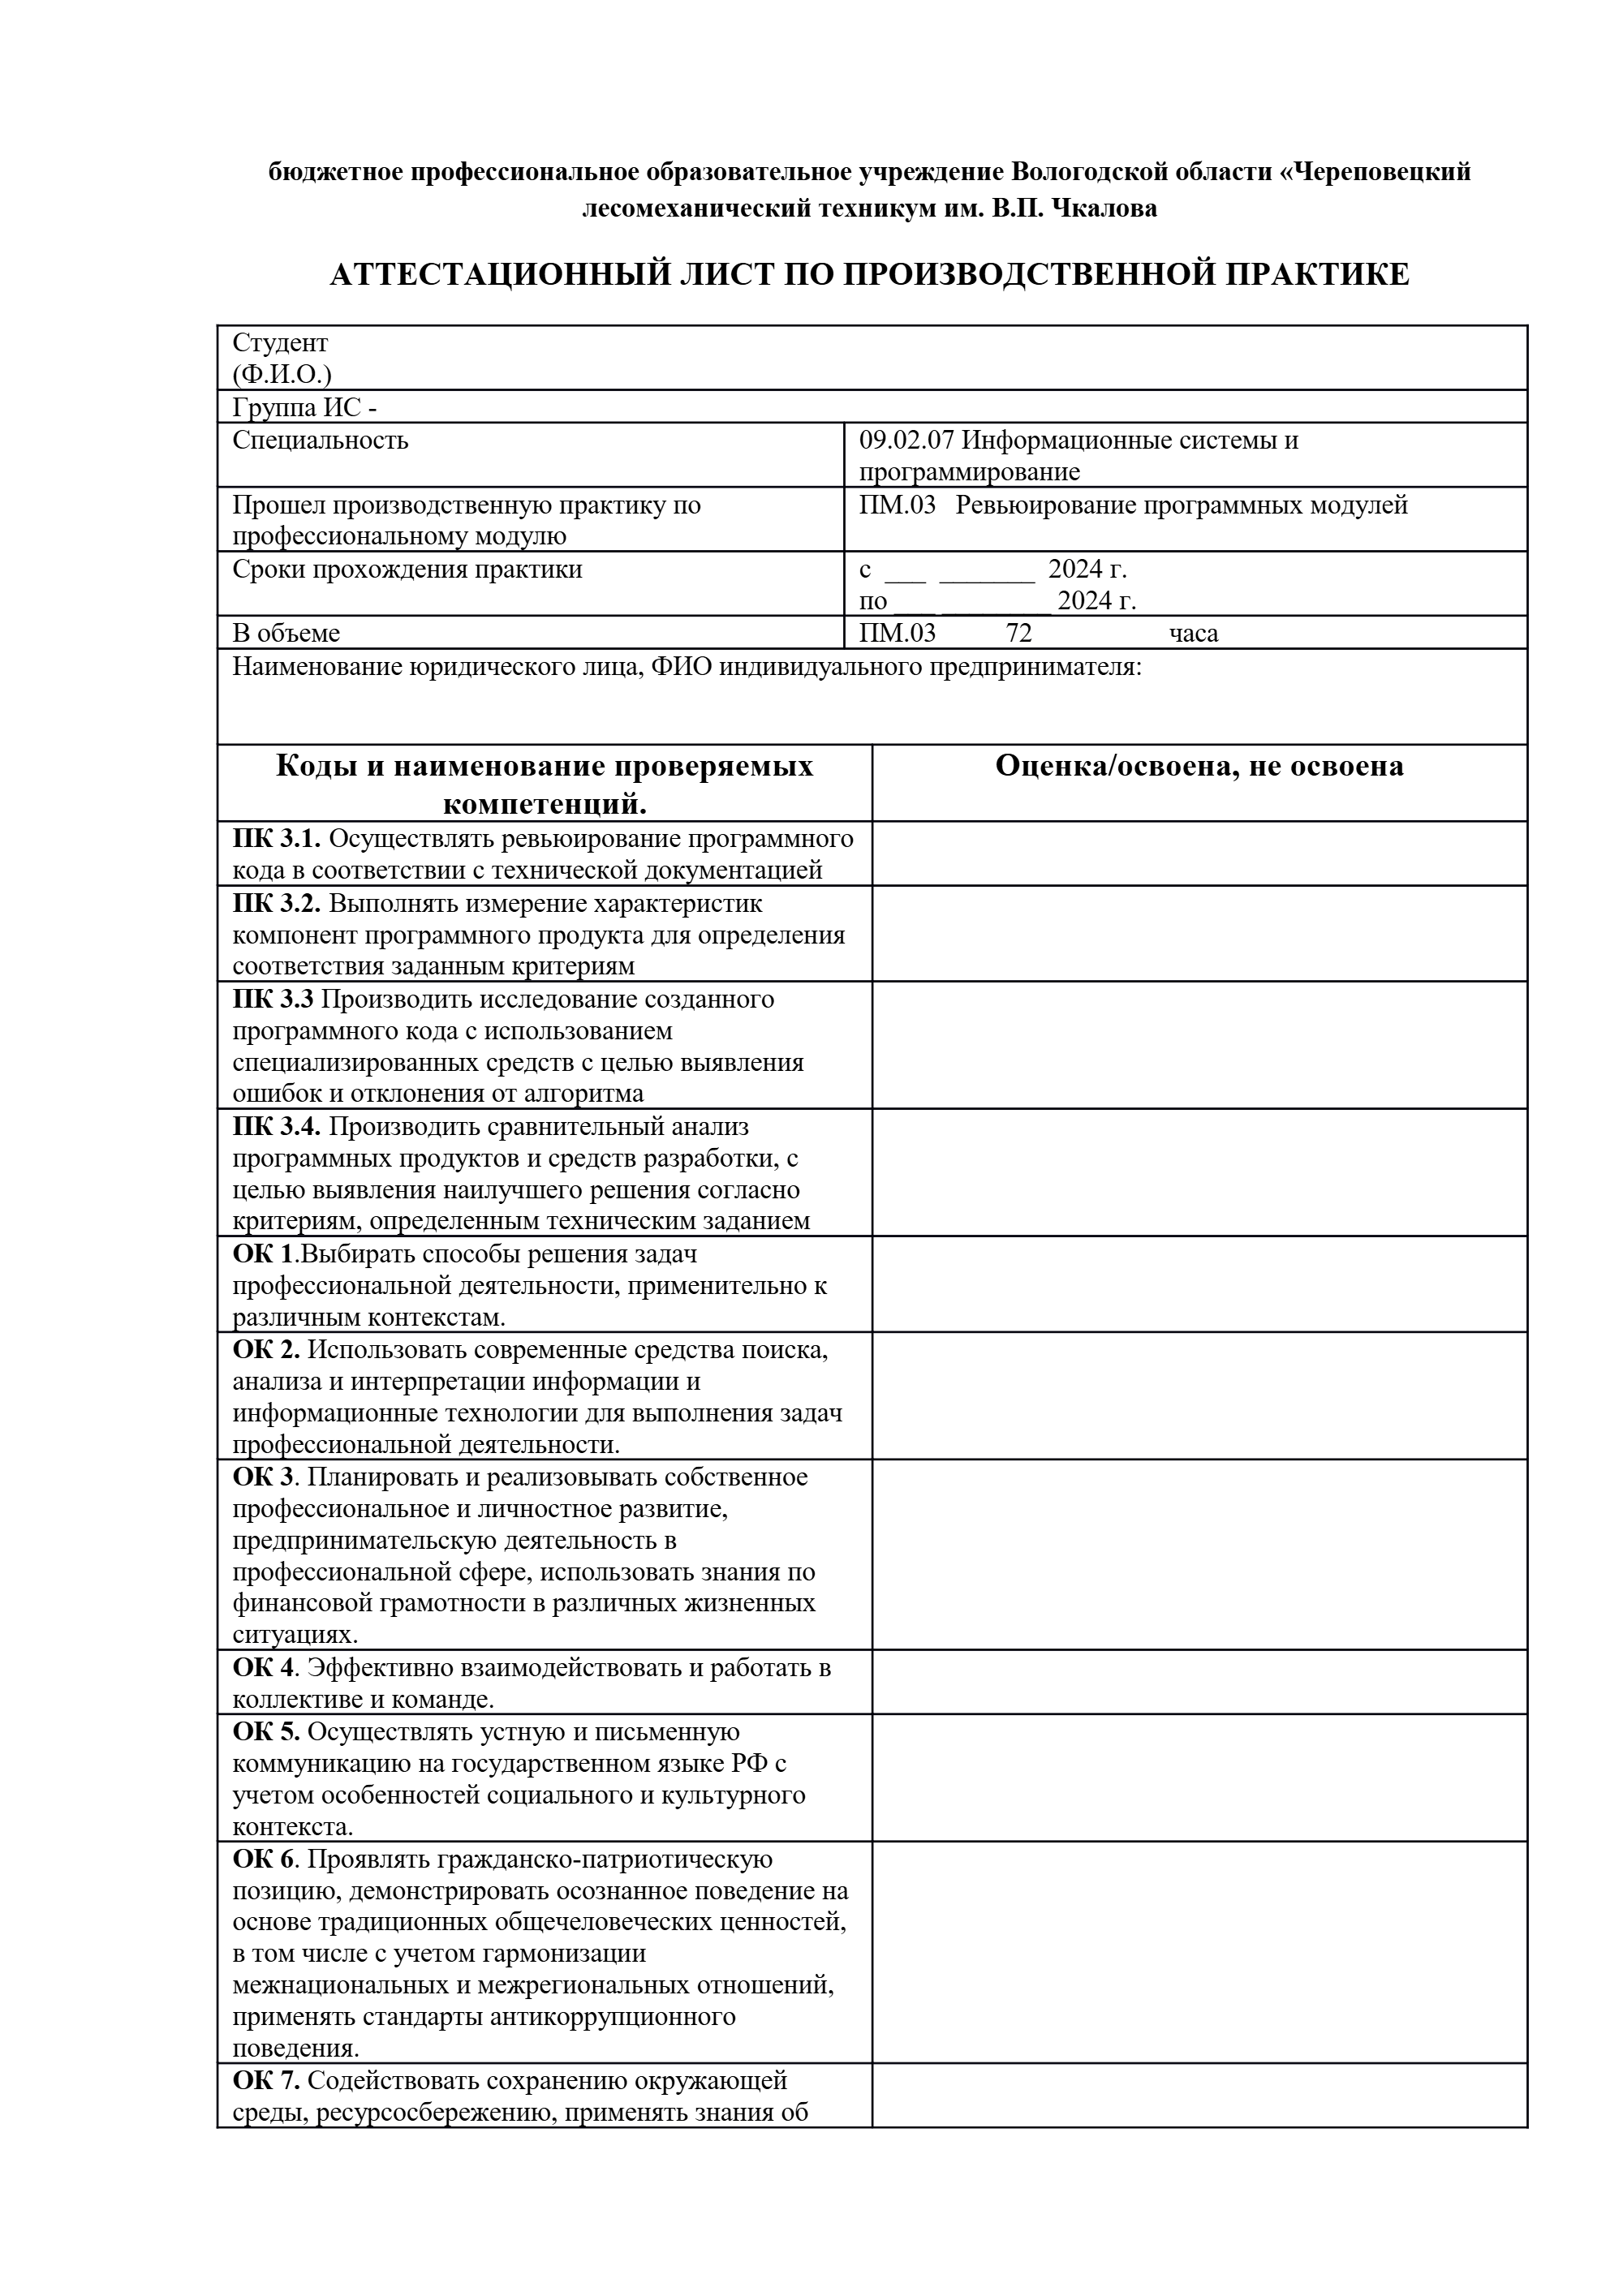 бюджетное профессиональное образовательное учреждение Вологодской области «Череповецкий
лесомеханический техникум им. В.П. Чкалова
АТТЕСТАЦИОННЫЙ ЛИСТ ПО ПРОИЗВОДСТВЕННОЙ ПРАКТИКЕ
Студент
(Ф.И.О.)
Группа ИС -
Специальность
09.02.07 Информационные системы и
программирование
Прошел производственную практику по
профессиональному модулю
ПМ.03 Ревьюирование программных модулей
Сроки прохождения практики
с ___ _______ 2024 г.
по ___ ________ 2024 г.
В объеме
ПМ.03 72 часа
Наименование юридического лица, ФИО индивидуального предпринимателя:
Коды и наименование проверяемых
компетенций.
Оценка/освоена, не освоена
ПК 3.1. Осуществлять ревьюирование программного
кода в соответствии с технической документацией
ПК 3.2. Выполнять измерение характеристик
компонент программного продукта для определения
соответствия заданным критериям
ПК 3.3 Производить исследование созданного
программного кода с использованием
специализированных средств с целью выявления
ошибок и отклонения от алгоритма
ПК 3.4. Производить сравнительный анализ
программных продуктов и средств разработки, с
целью выявления наилучшего решения согласно
критериям, определенным техническим заданием
ОК 1.Выбирать способы решения задач
профессиональной деятельности, применительно к
различным контекстам.
ОК 2. Использовать современные средства поиска,
анализа и интерпретации информации и
информационные технологии для выполнения задач
профессиональной деятельности.
ОК 3. Планировать и реализовывать собственное
профессиональное и личностное развитие,
предпринимательскую деятельность в
профессиональной сфере, использовать знания по
финансовой грамотности в различных жизненных
ситуациях.
ОК 4. Эффективно взаимодействовать и работать в
коллективе и команде.
ОК 5. Осуществлять устную и письменную
коммуникацию на государственном языке РФ с
учетом особенностей социального и культурного
контекста.
ОК 6. Проявлять гражданско-патриотическую
позицию, демонстрировать осознанное поведение на
основе традиционных общечеловеческих ценностей,
в том числе с учетом гармонизации
межнациональных и межрегиональных отношений,
применять стандарты антикоррупционного
поведения.
ОК 7. Содействовать сохранению окружающей
среды, ресурсосбережению, применять знания об